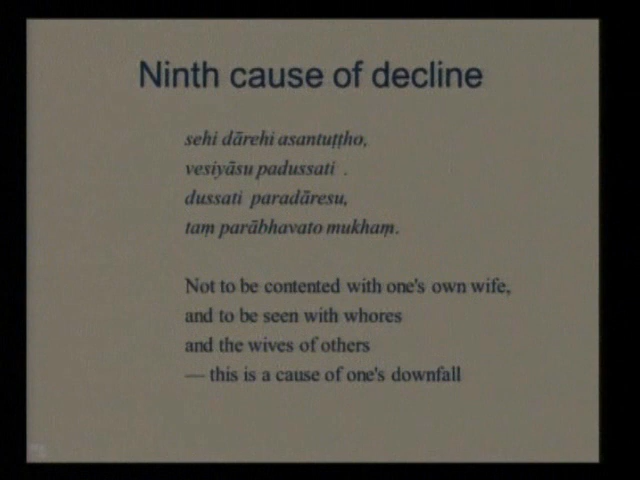 Ninth cause of decline
sehi dārehi asantuṭṭho,
vesiyāsu padussati .
dussati paradāresu,
taṃ parābhavato mukhaṃ.
Not to be contented with one's own wife,
and to be seen with whores
and the wives of others
— this is a cause of one's downfall